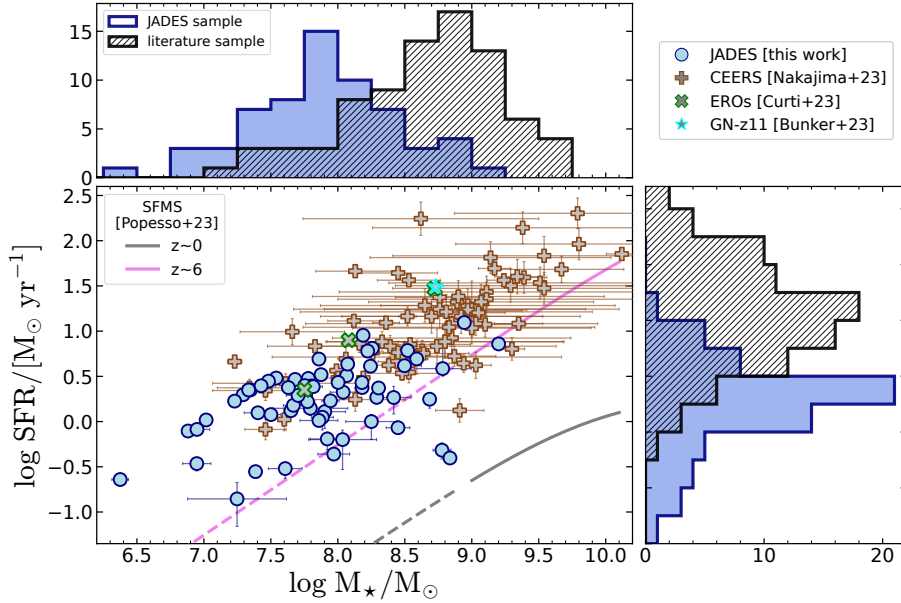 JADES sample
literature sample
15
10
5
0
JADES [this work]
CEERS [Nakajima+23]
EROs [Curti+23]
GN-z11 [Bunker+23]
SFMS
[Popesso+23]
z~0
z~6
2.5
2.0
1.5
1.0
0.5
0.0
−0.5
−1.0
log SFR/[M⊙ yr⁻¹]
6.5 7.0 7.5 8.0 8.5 9.0 9.5 10.0
log M⋆/M⊙
0 10 20